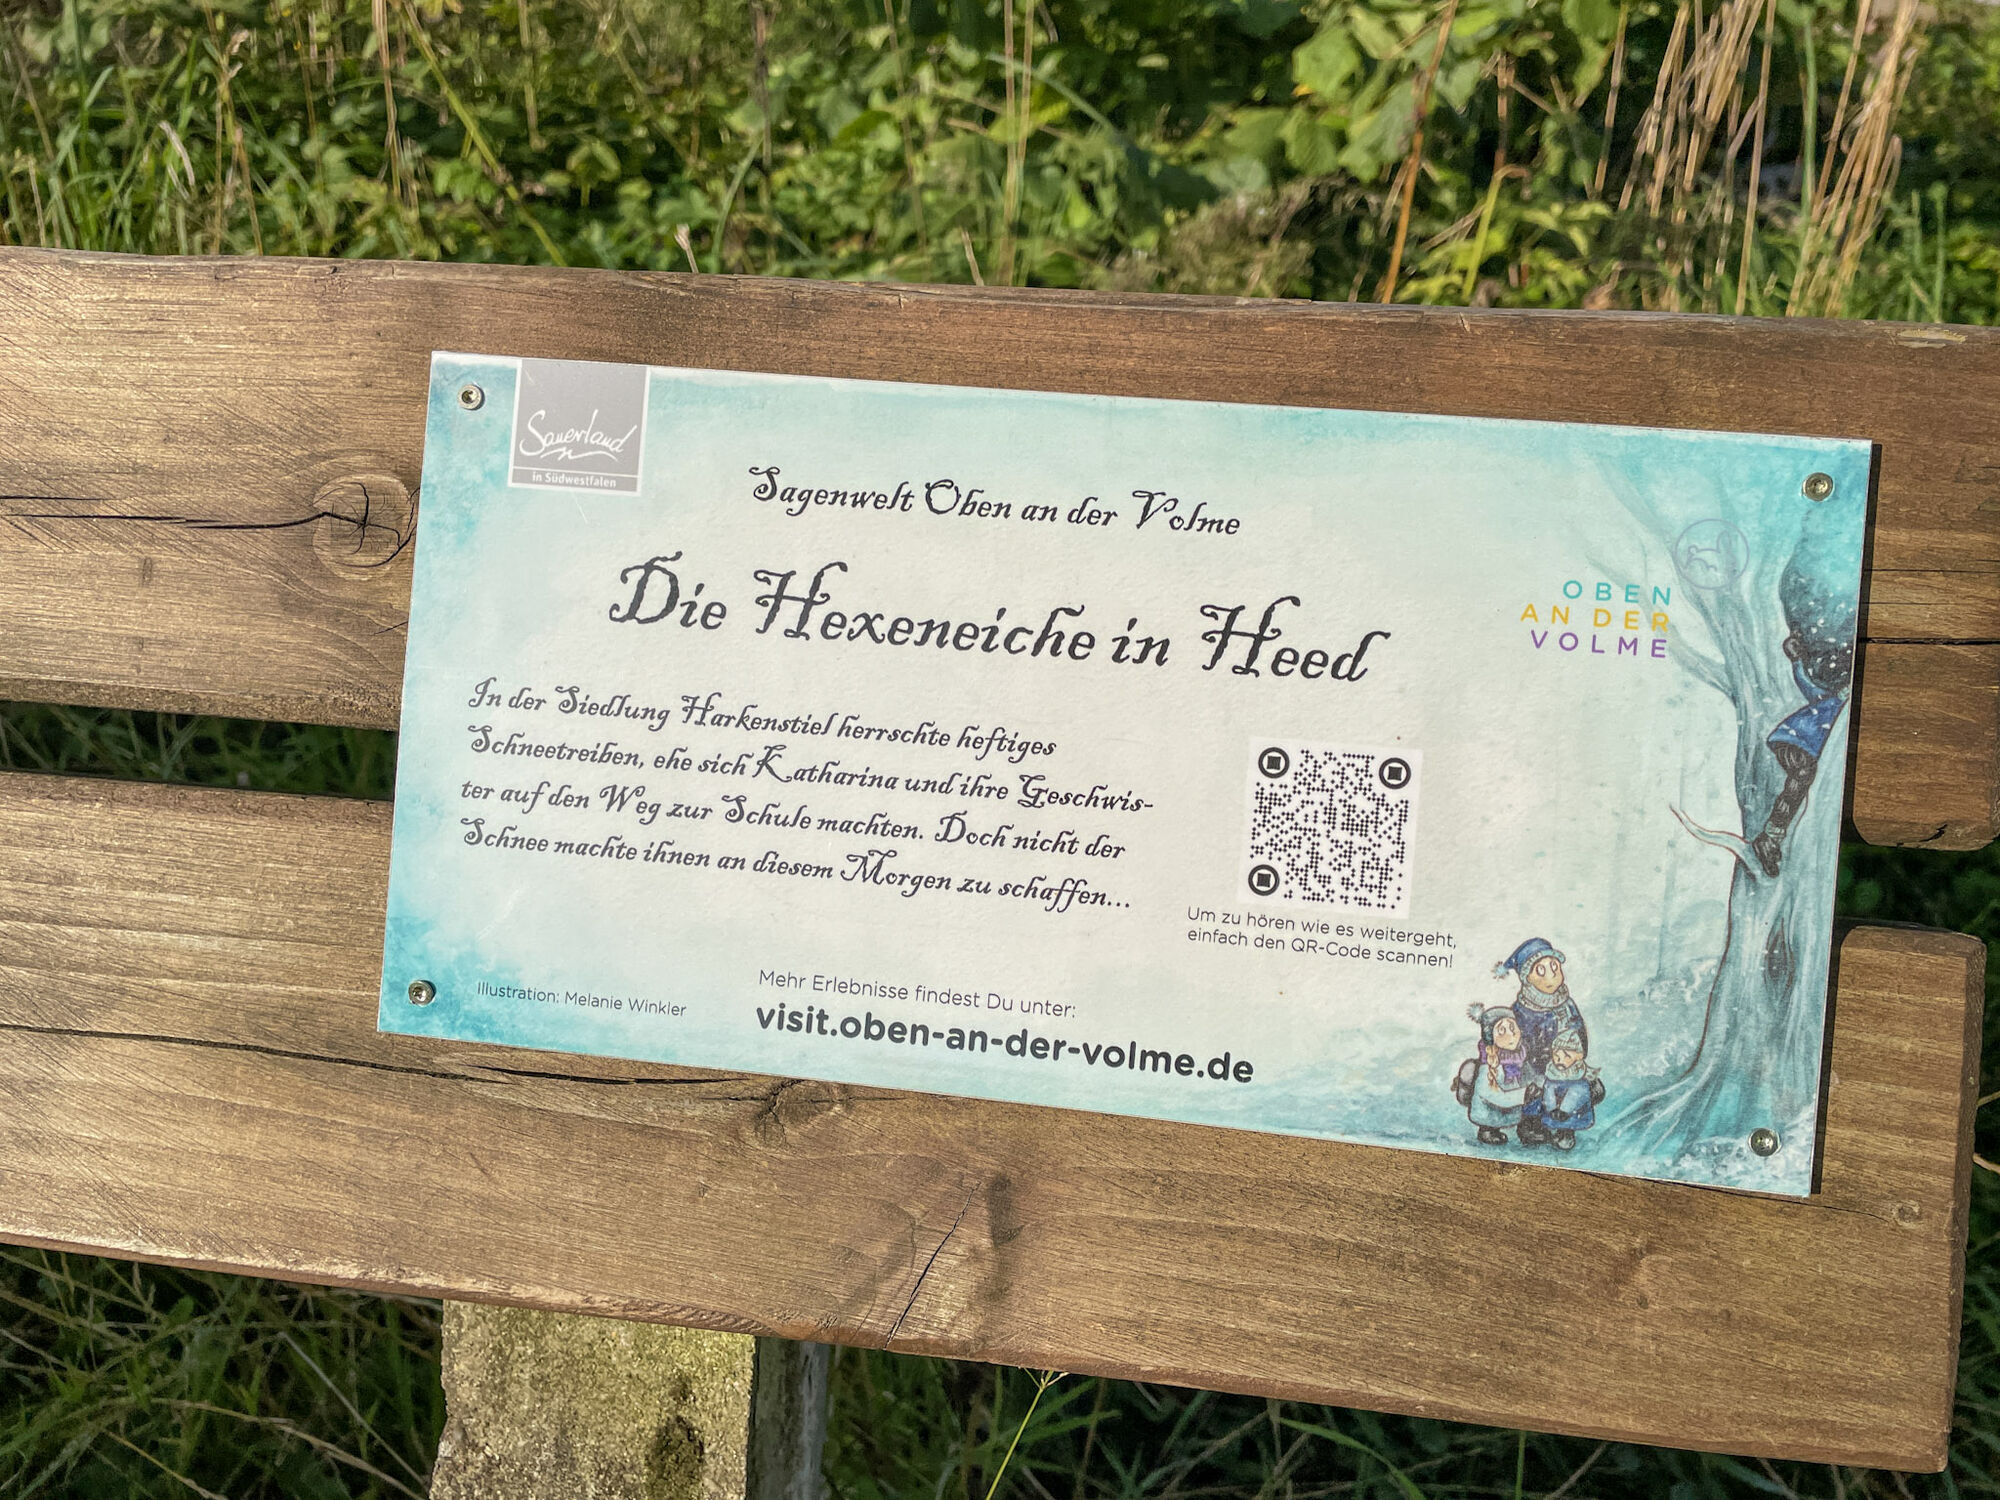 Sauerland
in Südwestfalen
Sagenwelt Oben an der Volme
Die Hexeneiche in Heed
OBEN
AN DER
VOLME
In der Siedlung Harkenstiel herrschte heftiges
Schneetreiben, ehe sich Katharina und ihre Geschwis-
ter auf den Weg zur Schule machten. Doch nicht der
Schnee machte ihnen an diesem Morgen zu schaffen...
Um zu hören wie es weitergeht,
einfach den QR-Code scannen!
Illustration: Melanie Winkler
Mehr Erlebnisse findest Du unter:
visit.oben-an-der-volme.de